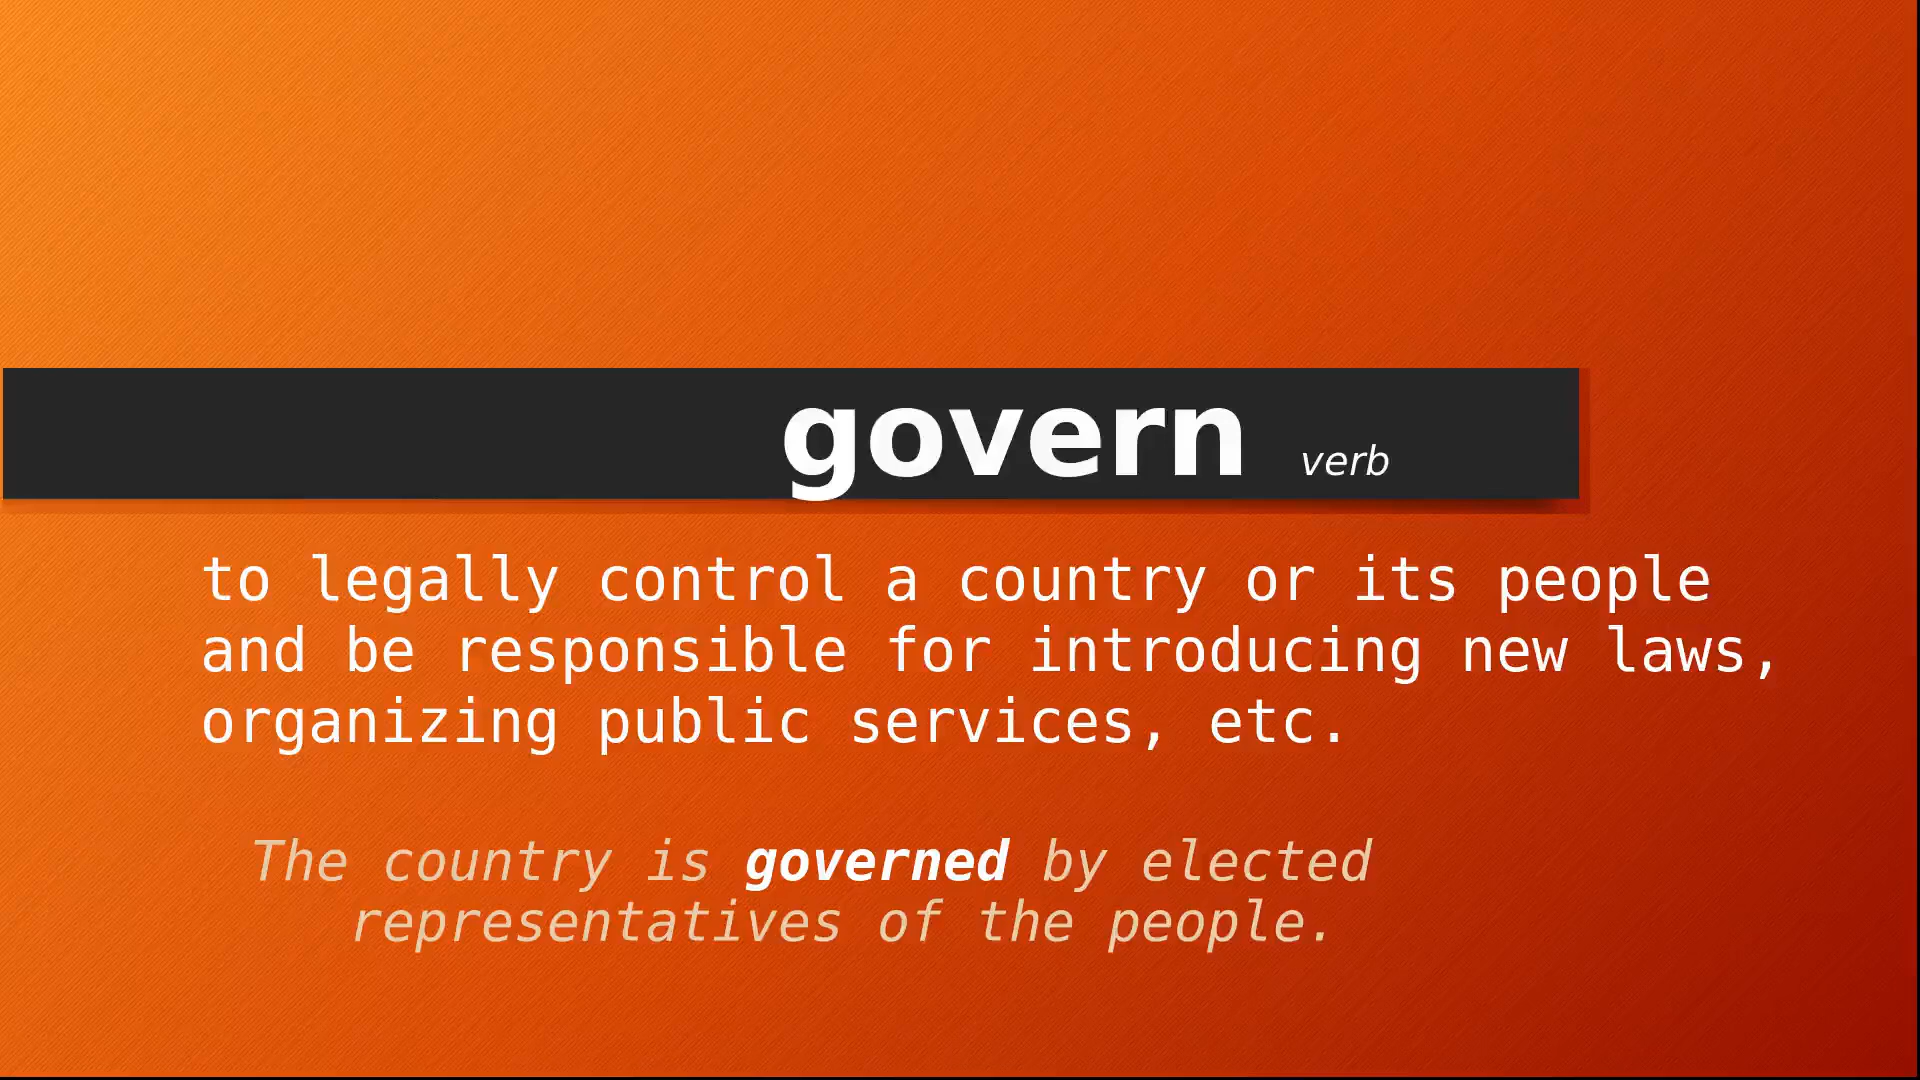 govern verb
to legally control a country or its people
and be responsible for introducing new laws,
organizing public services, etc.
The country is governed by elected
representatives of the people.